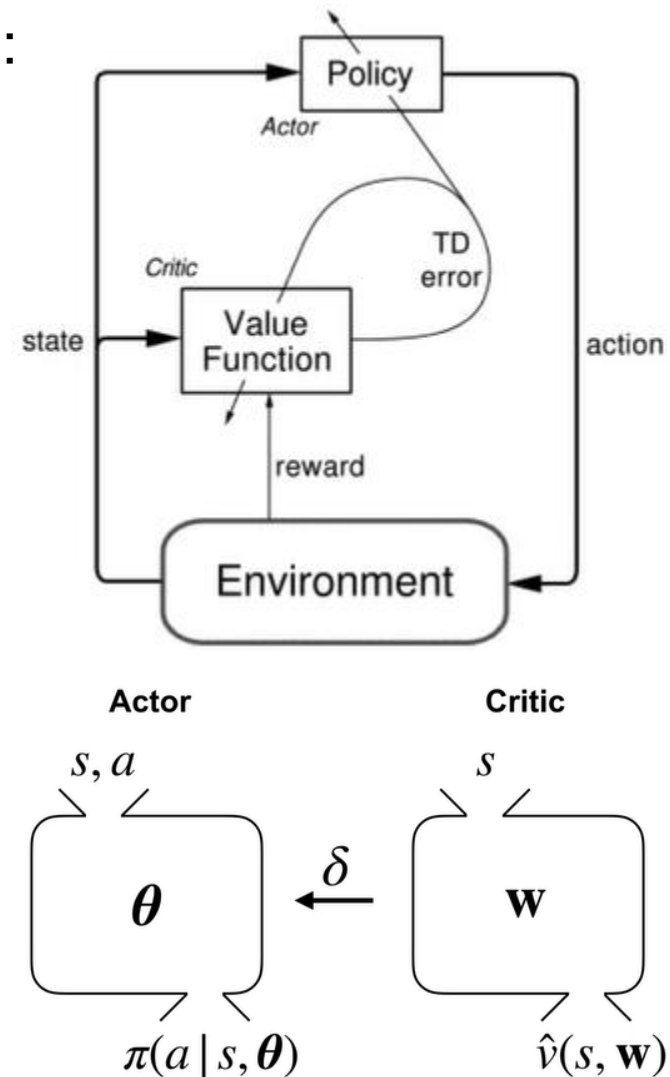 :
Policy
Actor
TD
error
Critic
Value
Function
state
action
reward
Environment
Actor
Critic
s, a
s
θ
δ
w
π(a | s, θ)
v̂(s, w)